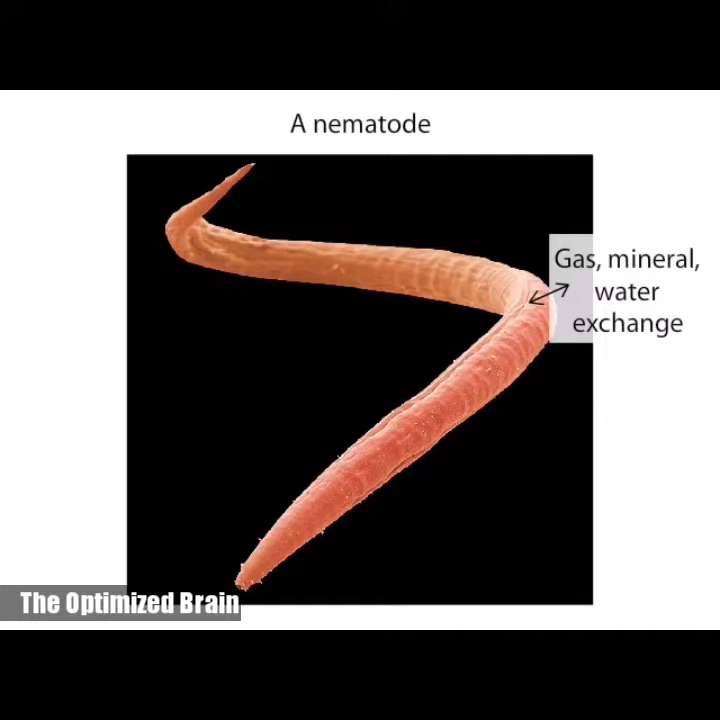 A nematode
Gas, mineral,
water
exchange
The Optimized Brain